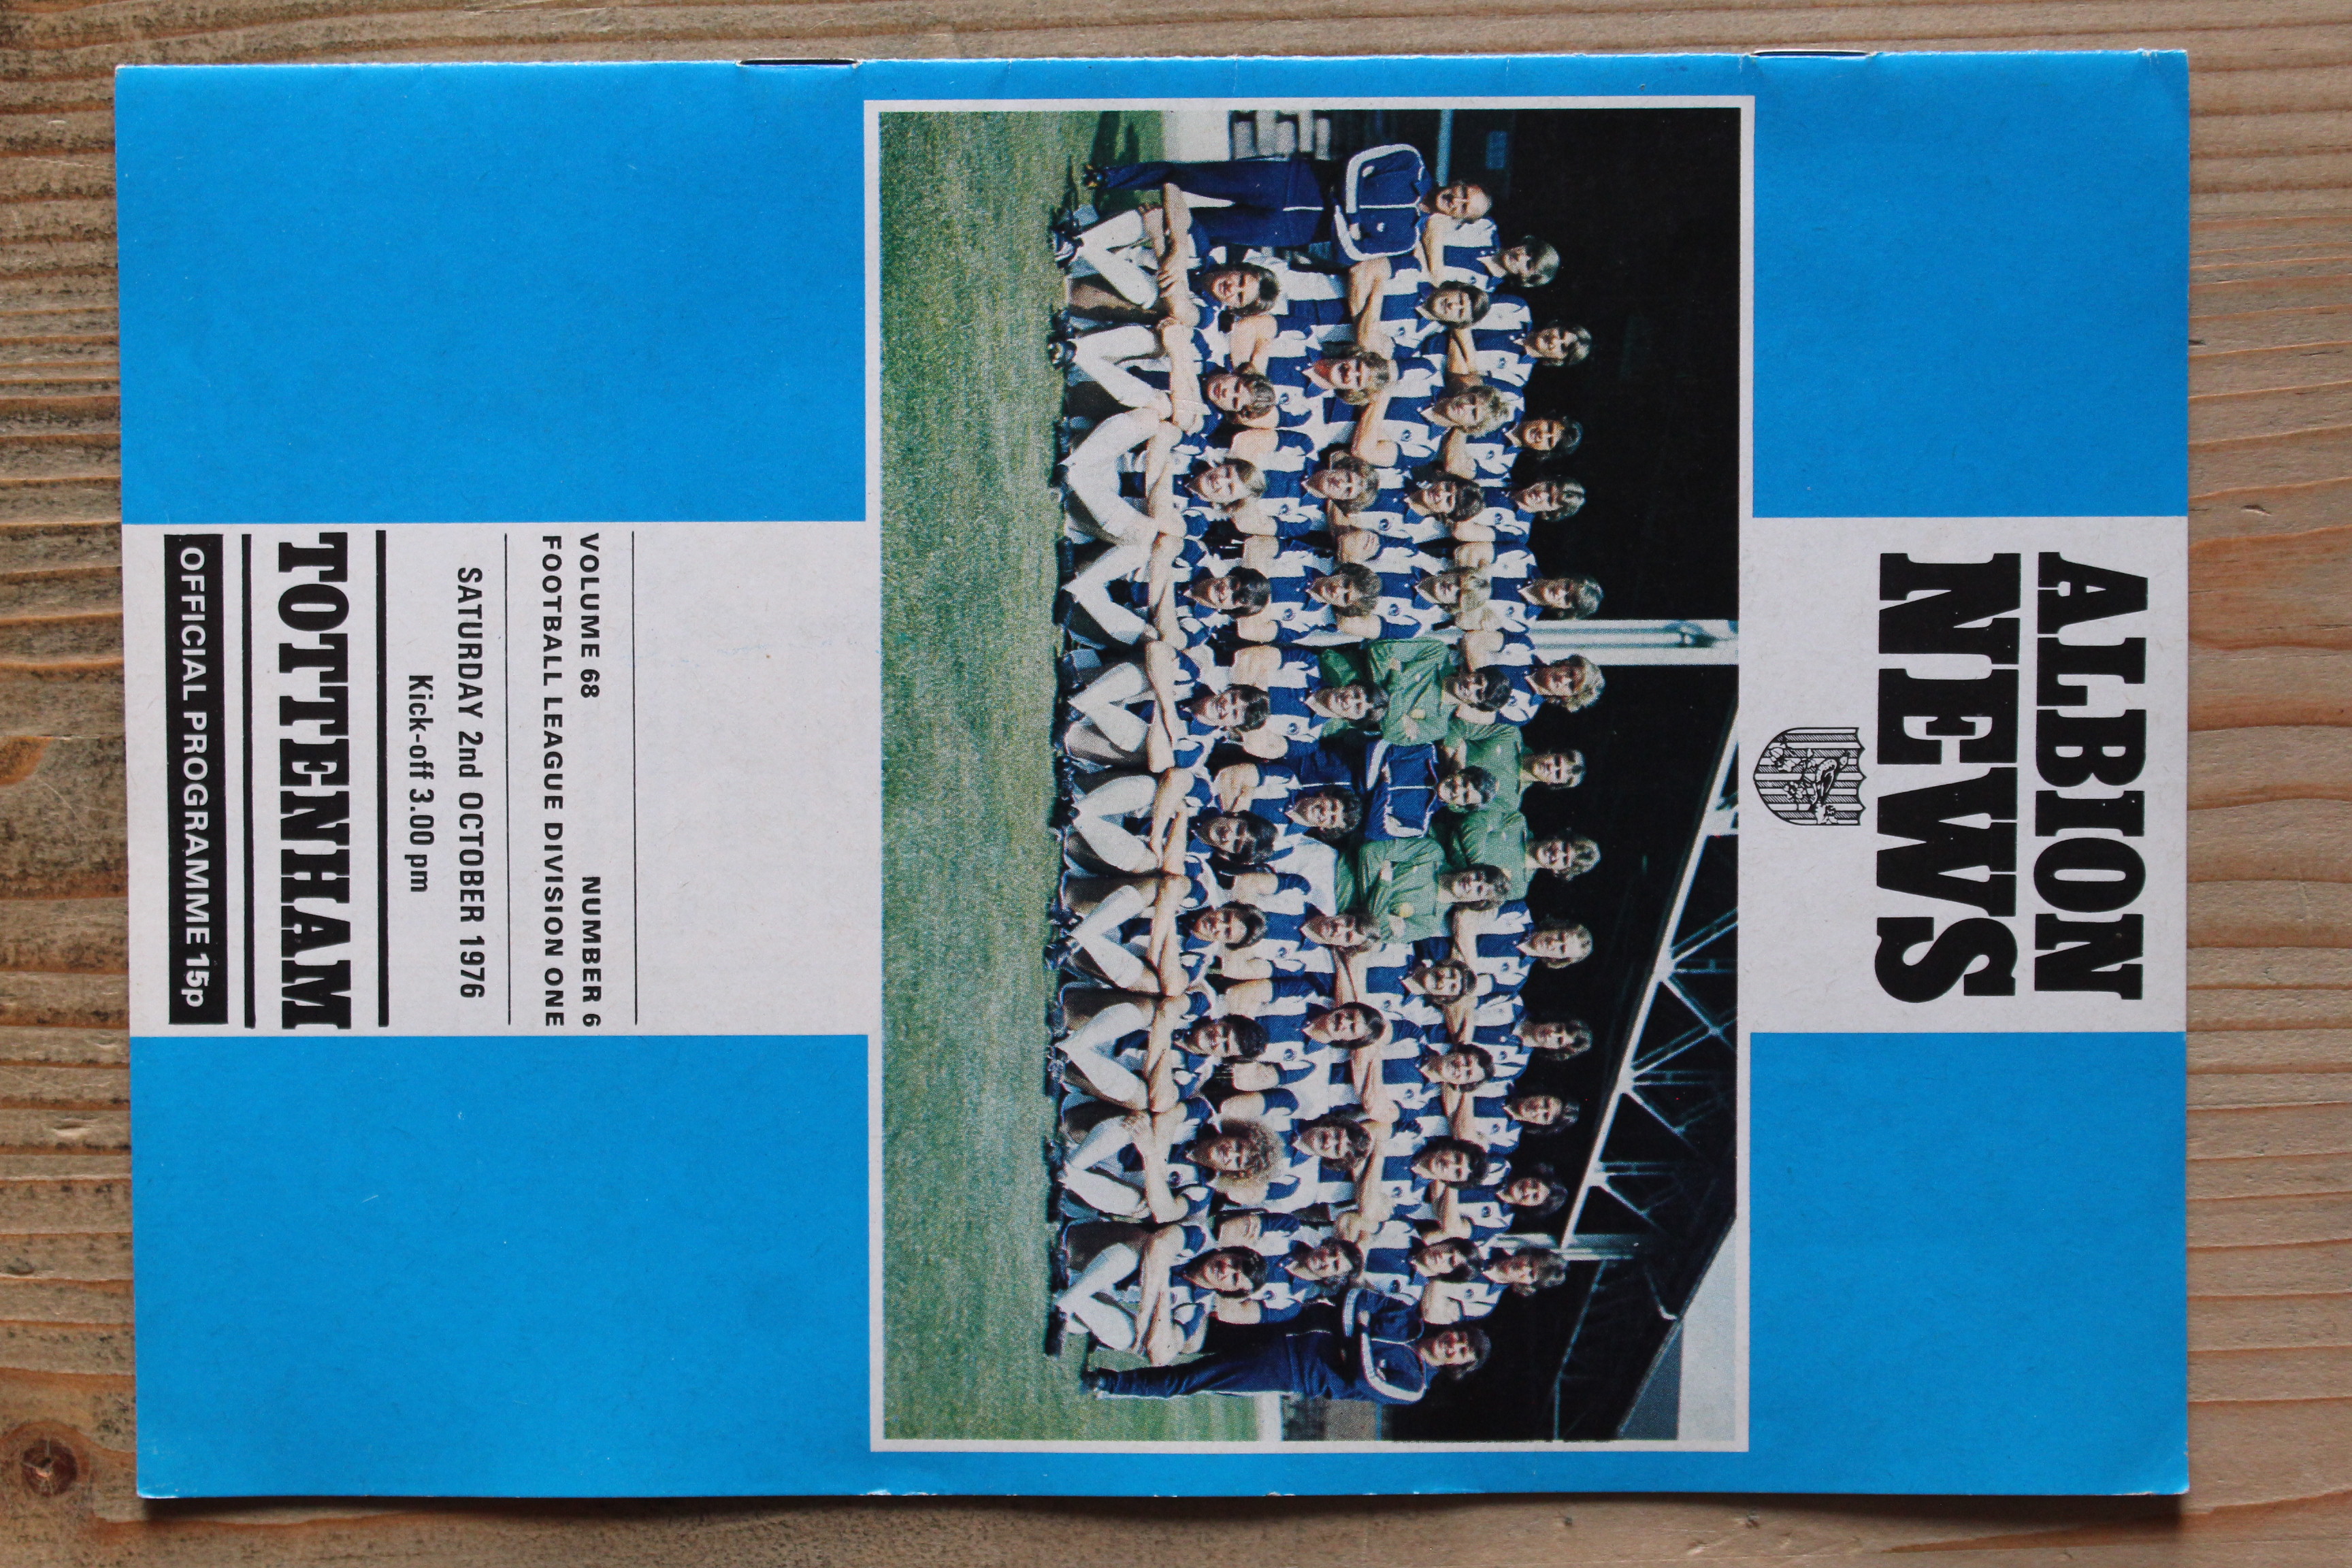 ALBION
NEWS
VOLUME 68 NUMBER 6
FOOTBALL LEAGUE DIVISION ONE
SATURDAY 2nd OCTOBER 1976
Kick-off 3.00 pm
TOTTENHAM
OFFICIAL PROGRAMME 15p